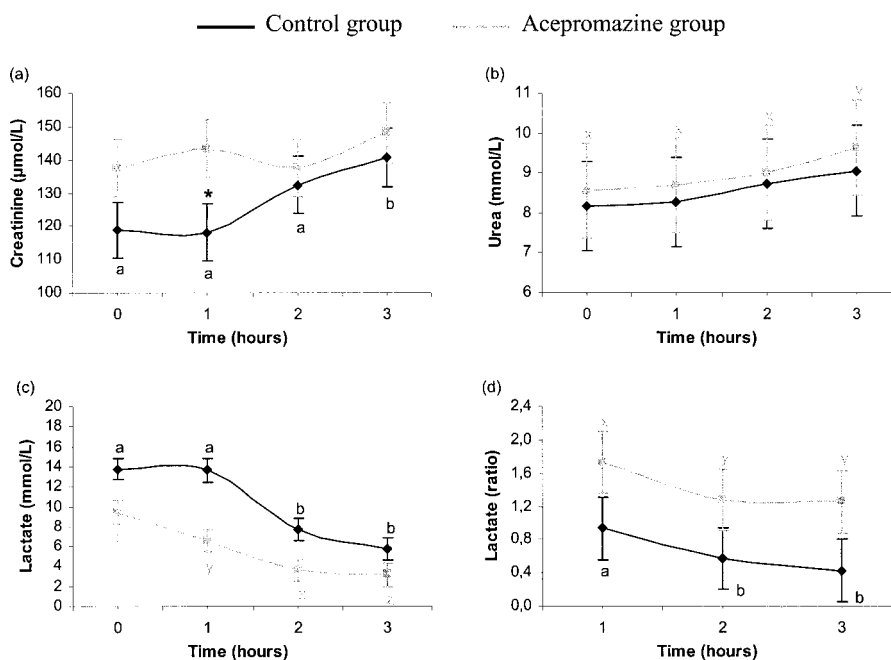 Control group Acepromazine group
(a)
160
150
140
130
120
110
100
Creatinine (µmol/L)
*
a a a b
0 1 2 3
Time (hours)
(b)
11
10
9
8
7
6
Urea (mmol/L)
x x x y
0 1 2 3
Time (hours)
(c)
20
18
16
14
12
10
8
6
4
2
0
Lactate (mmol/L)
a a b b
y
0 1 2 3
Time (hours)
(d)
2,4
2,0
1,6
1,2
0,8
0,4
0,0
Lactate (ratio)
x y y
a b b
1 2 3
Time (hours)